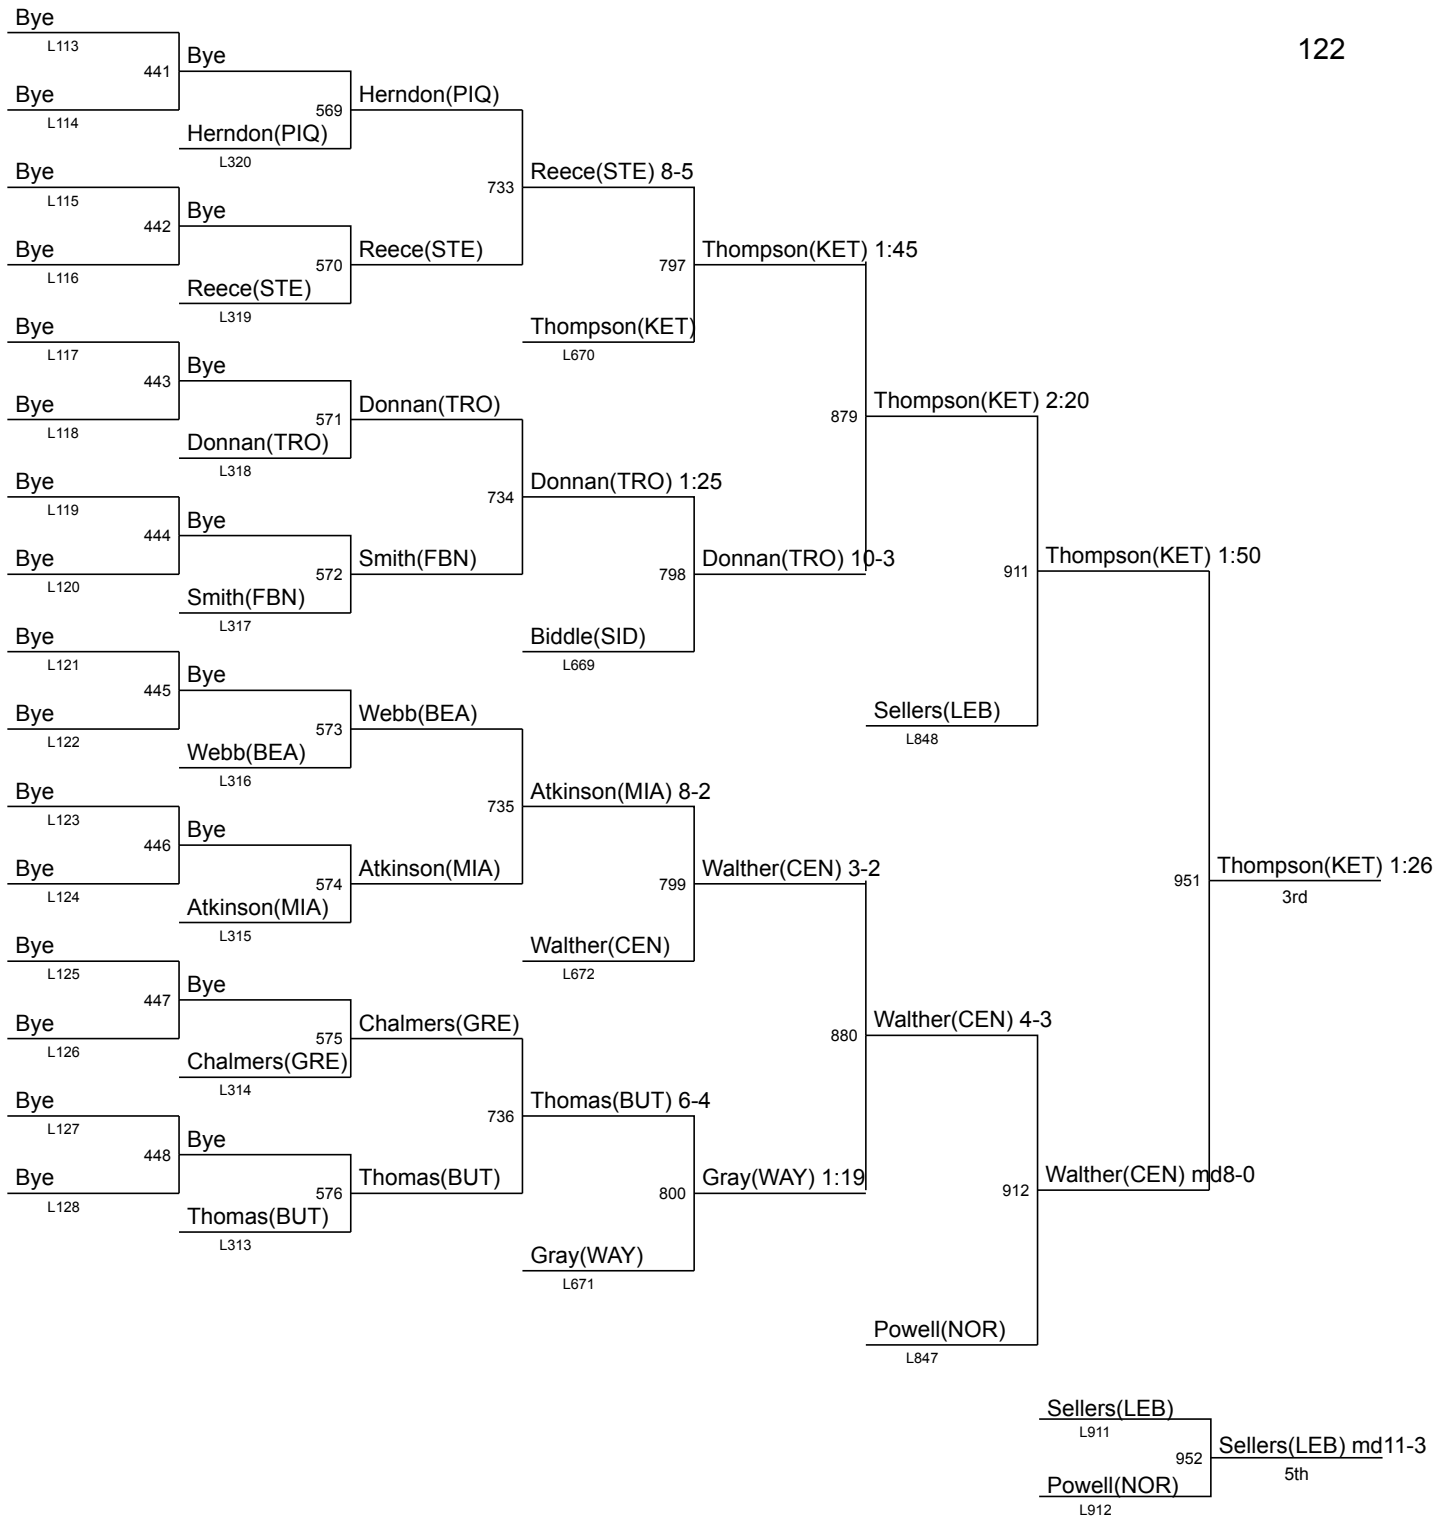 Bye
L113
441
Bye
122
Bye
L114
569
Herndon(PIQ)
Herndon(PIQ)
L320
Bye
L115
733
Reece(STE) 8-5
442
Bye
Bye
L116
570
Reece(STE)
797
Thompson(KET) 1:45
Reece(STE)
L319
Bye
L117
Thompson(KET)
L670
443
Bye
Bye
L118
571
Donnan(TRO)
879
Thompson(KET) 2:20
Donnan(TRO)
L318
Bye
L119
734
Donnan(TRO) 1:25
444
Bye
Bye
L120
572
Smith(FBN)
798
Donnan(TRO) 10-3
911
Thompson(KET) 1:50
Smith(FBN)
L317
Bye
L121
Biddle(SID)
L669
445
Bye
Bye
L122
573
Webb(BEA)
Sellers(LEB)
L848
Webb(BEA)
L316
Bye
L123
735
Atkinson(MIA) 8-2
446
Bye
Bye
L124
574
Atkinson(MIA)
799
Walther(CEN) 3-2
951
Thompson(KET) 1:26
3rd
Atkinson(MIA)
L315
Bye
L125
Walther(CEN)
L672
447
Bye
Bye
L126
575
Chalmers(GRE)
880
Walther(CEN) 4-3
Chalmers(GRE)
L314
Bye
L127
736
Thomas(BUT) 6-4
448
Bye
Bye
L128
576
Thomas(BUT)
800
Gray(WAY) 1:19
912
Walther(CEN) md8-0
Thomas(BUT)
L313
Gray(WAY)
L671
Powell(NOR)
L847
Sellers(LEB)
L911
952
Sellers(LEB) md11-3
5th
Powell(NOR)
L912